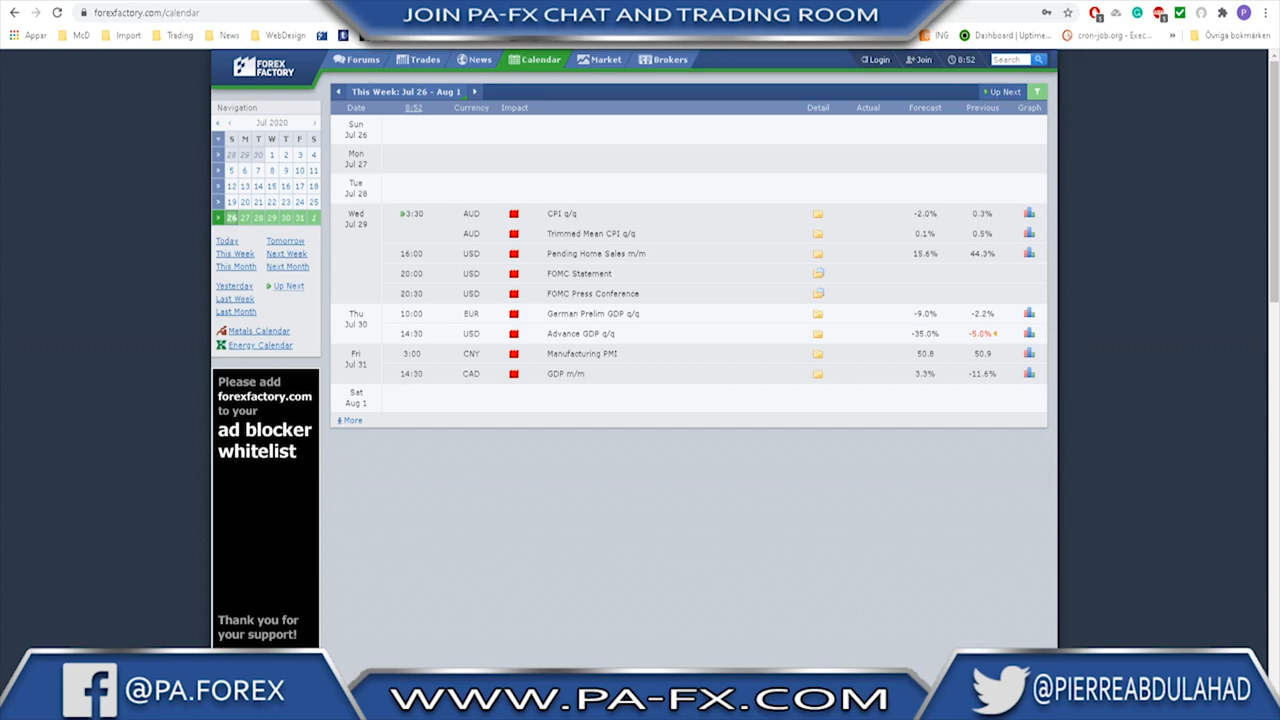 JOIN PA-FX CHAT AND TRADING ROOM
forexfactory.com/calendar
Appar McD Import Trading News WebDesign ING Dashboard | Uptime... cron-job.org - Exec... » Övriga bokmärken
FOREX FACTORY
Forums Trades News Calendar Market Brokers Login Join 8:52 Search
Navigation
« ‹ Jul 2020 ›
S M T W T F S
28 29 30 1 2 3 4
5 6 7 8 9 10 11
12 13 14 15 16 17 18
19 20 21 22 23 24 25
26 27 28 29 30 31 1
Today Tomorrow
This Week Next Week
This Month Next Month
Yesterday Up Next
Last Week
Last Month
Metals Calendar
Energy Calendar
Please add
forexfactory.com
to your
ad blocker
whitelist
Thank you for
your support!
This Week: Jul 26 - Aug 1 Up Next
Date 8:52 Currency Impact Detail Actual Forecast Previous Graph
Sun
Jul 26
Mon
Jul 27
Tue
Jul 28
Wed
Jul 29
3:30 AUD CPI q/q -2.0% 0.3%
AUD Trimmed Mean CPI q/q 0.1% 0.5%
16:00 USD Pending Home Sales m/m 15.6% 44.3%
20:00 USD FOMC Statement
20:30 USD FOMC Press Conference
Thu
Jul 30
10:00 EUR German Prelim GDP q/q -9.0% -2.2%
14:30 USD Advance GDP q/q -35.0% -5.0%
Fri
Jul 31
3:00 CNY Manufacturing PMI 50.8 50.9
14:30 CAD GDP m/m 3.3% -11.6%
Sat
Aug 1
More
@PA.FOREX
WWW.PA-FX.COM
@PIERREABDULAHAD